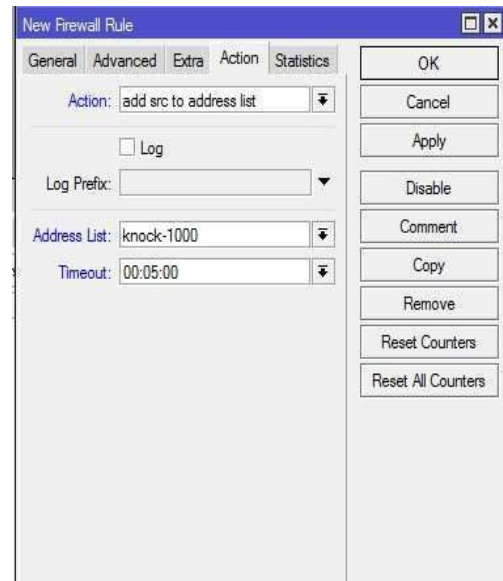 New Firewall Rule
General Advanced Extra Action Statistics
Action: add src to address list
Log
Log Prefix:
Address List: knock-1000
Timeout: 00:05:00
OK
Cancel
Apply
Disable
Comment
Copy
Remove
Reset Counters
Reset All Counters